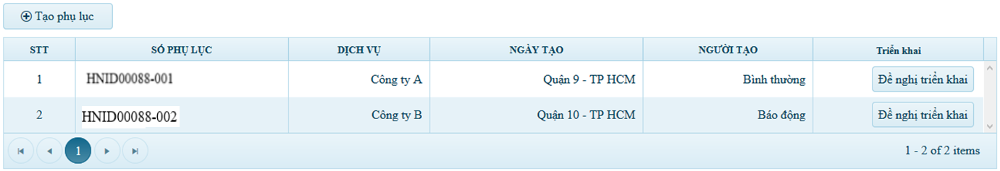 Tạo phụ lục
STT SỐ PHỤ LỤC DỊCH VỤ NGÀY TẠO NGƯỜI TẠO Triển khai
1 HNID00088-001 Công ty A Quận 9 - TP HCM Bình thường Đề nghị triển khai
2 HNID00088-002 Công ty B Quận 10 - TP HCM Báo động Đề nghị triển khai
1 1 - 2 of 2 items